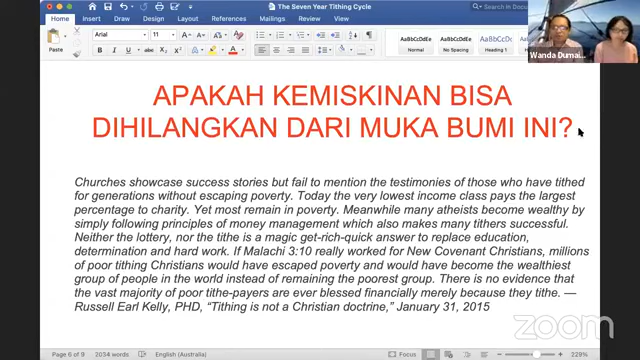 The Seven Year Tithing Cycle
Home Insert Draw Design Layout References Mailings Review View
Paste
Arial
11
AaBbCcDdEe
AaBbCcDdEe
AaBbCcDc
Normal
No Spacing
Heading 1
Wanda Dumai...
APAKAH KEMISKINAN BISA
DIHILANGKAN DARI MUKA BUMI INI?
Churches showcase success stories but fail to mention the testimonies of those who have tithed
for generations without escaping poverty. Today the very lowest income class pays the largest
percentage to charity. Yet most remain in poverty. Meanwhile many atheists become wealthy by
simply following principles of money management which also makes many tithers successful.
Neither the lottery, nor the tithe is a magic get-rich-quick answer to replace education,
determination and hard work. If Malachi 3:10 really worked for New Covenant Christians, millions
of poor tithing Christians would have escaped poverty and would have become the wealthiest
group of people in the world instead of remaining the poorest group. There is no evidence that
the vast majority of poor tithe-payers are ever blessed financially merely because they tithe. —
Russell Earl Kelly, PHD, “Tithing is not a Christian doctrine,” January 31, 2015
zoom
Page 6 of 9 2034 words English (Australia) Focus 229%